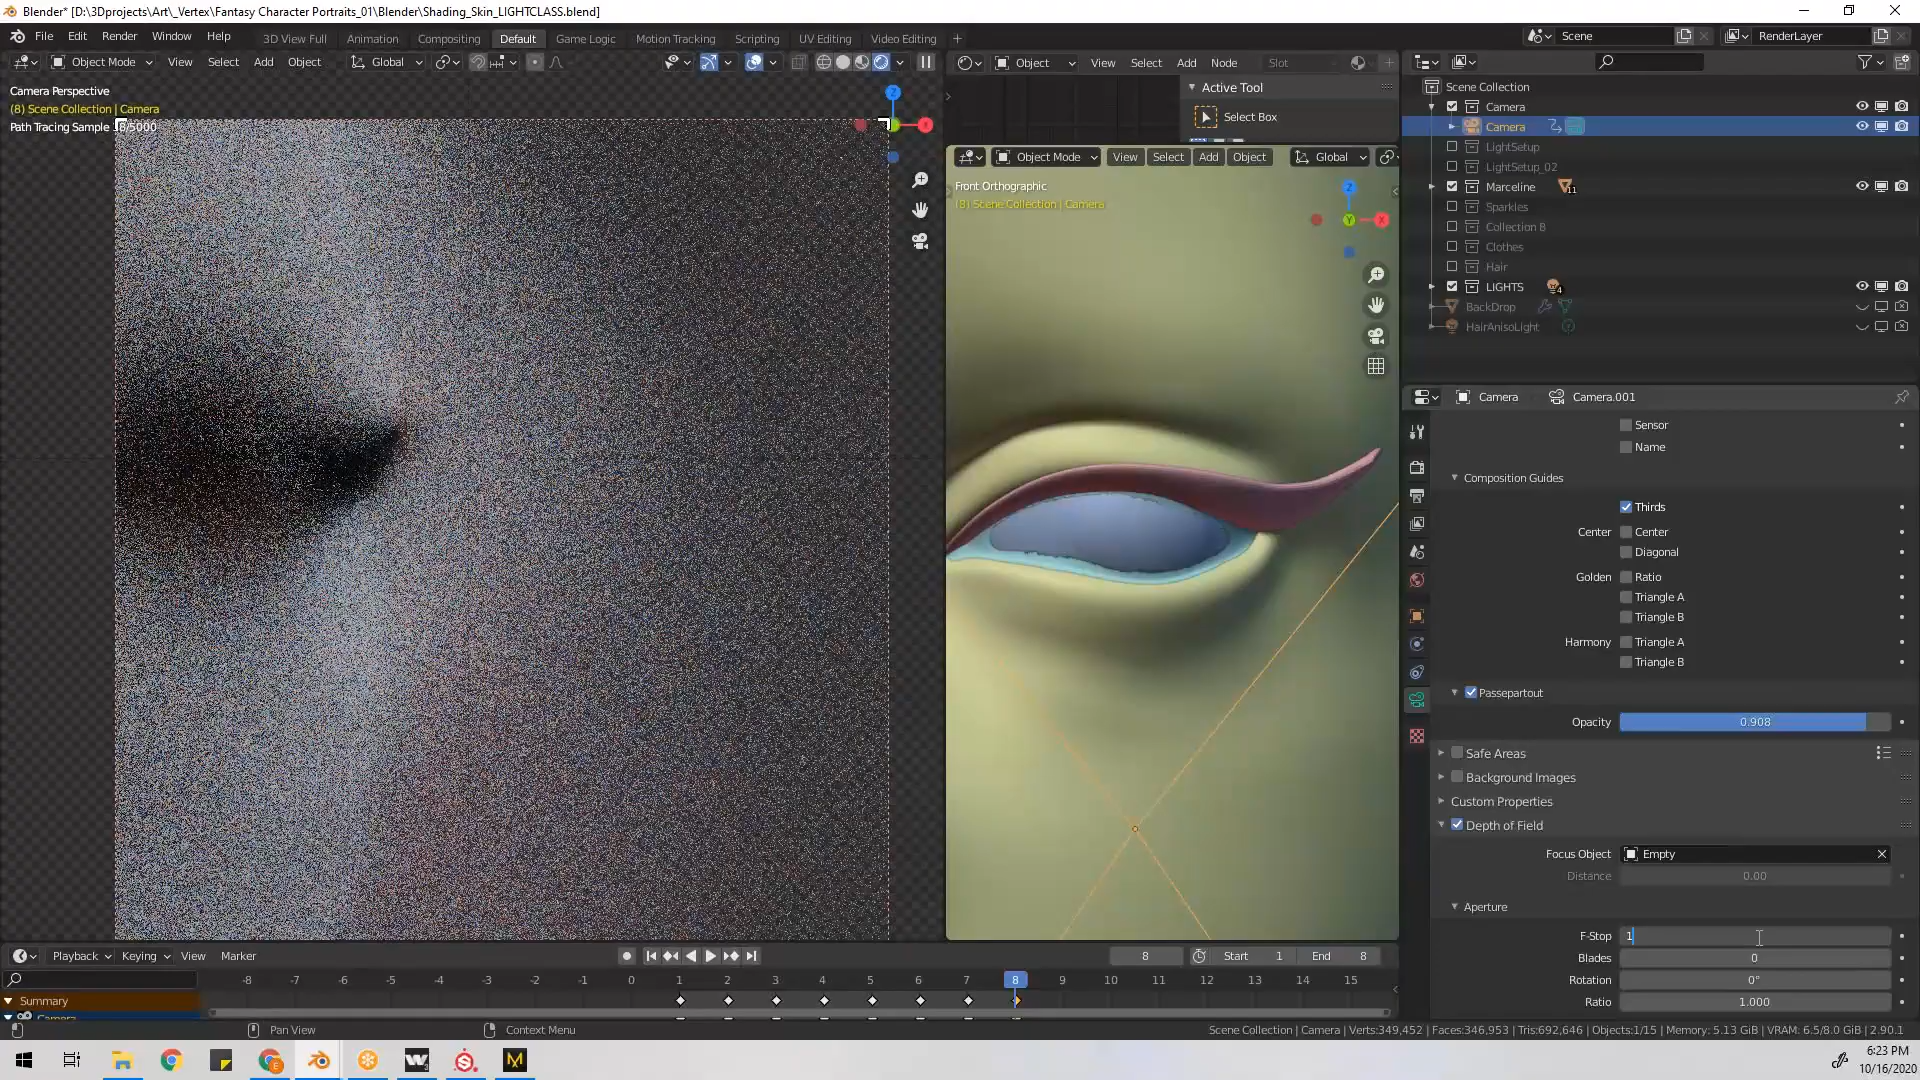 Blender* [D:\3Dprojects\Art\_Vertex\Fantasy Character Portraits_01\Blender\Shading_Skin_LIGHTCLASS.blend]
File Edit Render Window Help 3D View Full Animation Compositing Default Game Logic Motion Tracking Scripting UV Editing Video Editing + Scene RenderLayer
Object Mode View Select Add Object Global
Object View Select Add Node Slot
Camera Perspective
(8) Scene Collection | Camera
Path Tracing Sample 18/5000
Z
X
Active Tool
Select Box
Object Mode View Select Add Object Global
Front Orthographic
(8) Scene Collection | Camera
Z
Y
X
Scene Collection
Camera
Camera
LightSetup
LightSetup_02
Marceline 11
Sparkles
Collection 8
Clothes
Hair
LIGHTS 4
BackDrop
HairAnisoLight
Camera Camera.001
Sensor
Name
Composition Guides
Thirds
Center Center
Diagonal
Golden Ratio
Triangle A
Triangle B
Harmony Triangle A
Triangle B
Passepartout
Opacity 0.908
Safe Areas
Background Images
Custom Properties
Depth of Field
Focus Object Empty
Distance 0.00
Aperture
F-Stop 1
Blades 0
Rotation 0°
Ratio 1.000
Playback Keying View Marker 8 Start 1 End 8
-8 -7 -6 -5 -4 -3 -2 -1 0 1 2 3 4 5 6 7 8 9 10 11 12 13 14 15
Summary
Camera
Pan View Context Menu Scene Collection | Camera | Verts:349,452 | Faces:346,953 | Tris:692,646 | Objects:1/15 | Memory: 5.13 GiB | VRAM: 6.5/8.0 GiB | 2.90.1
6:23 PM
10/16/2020